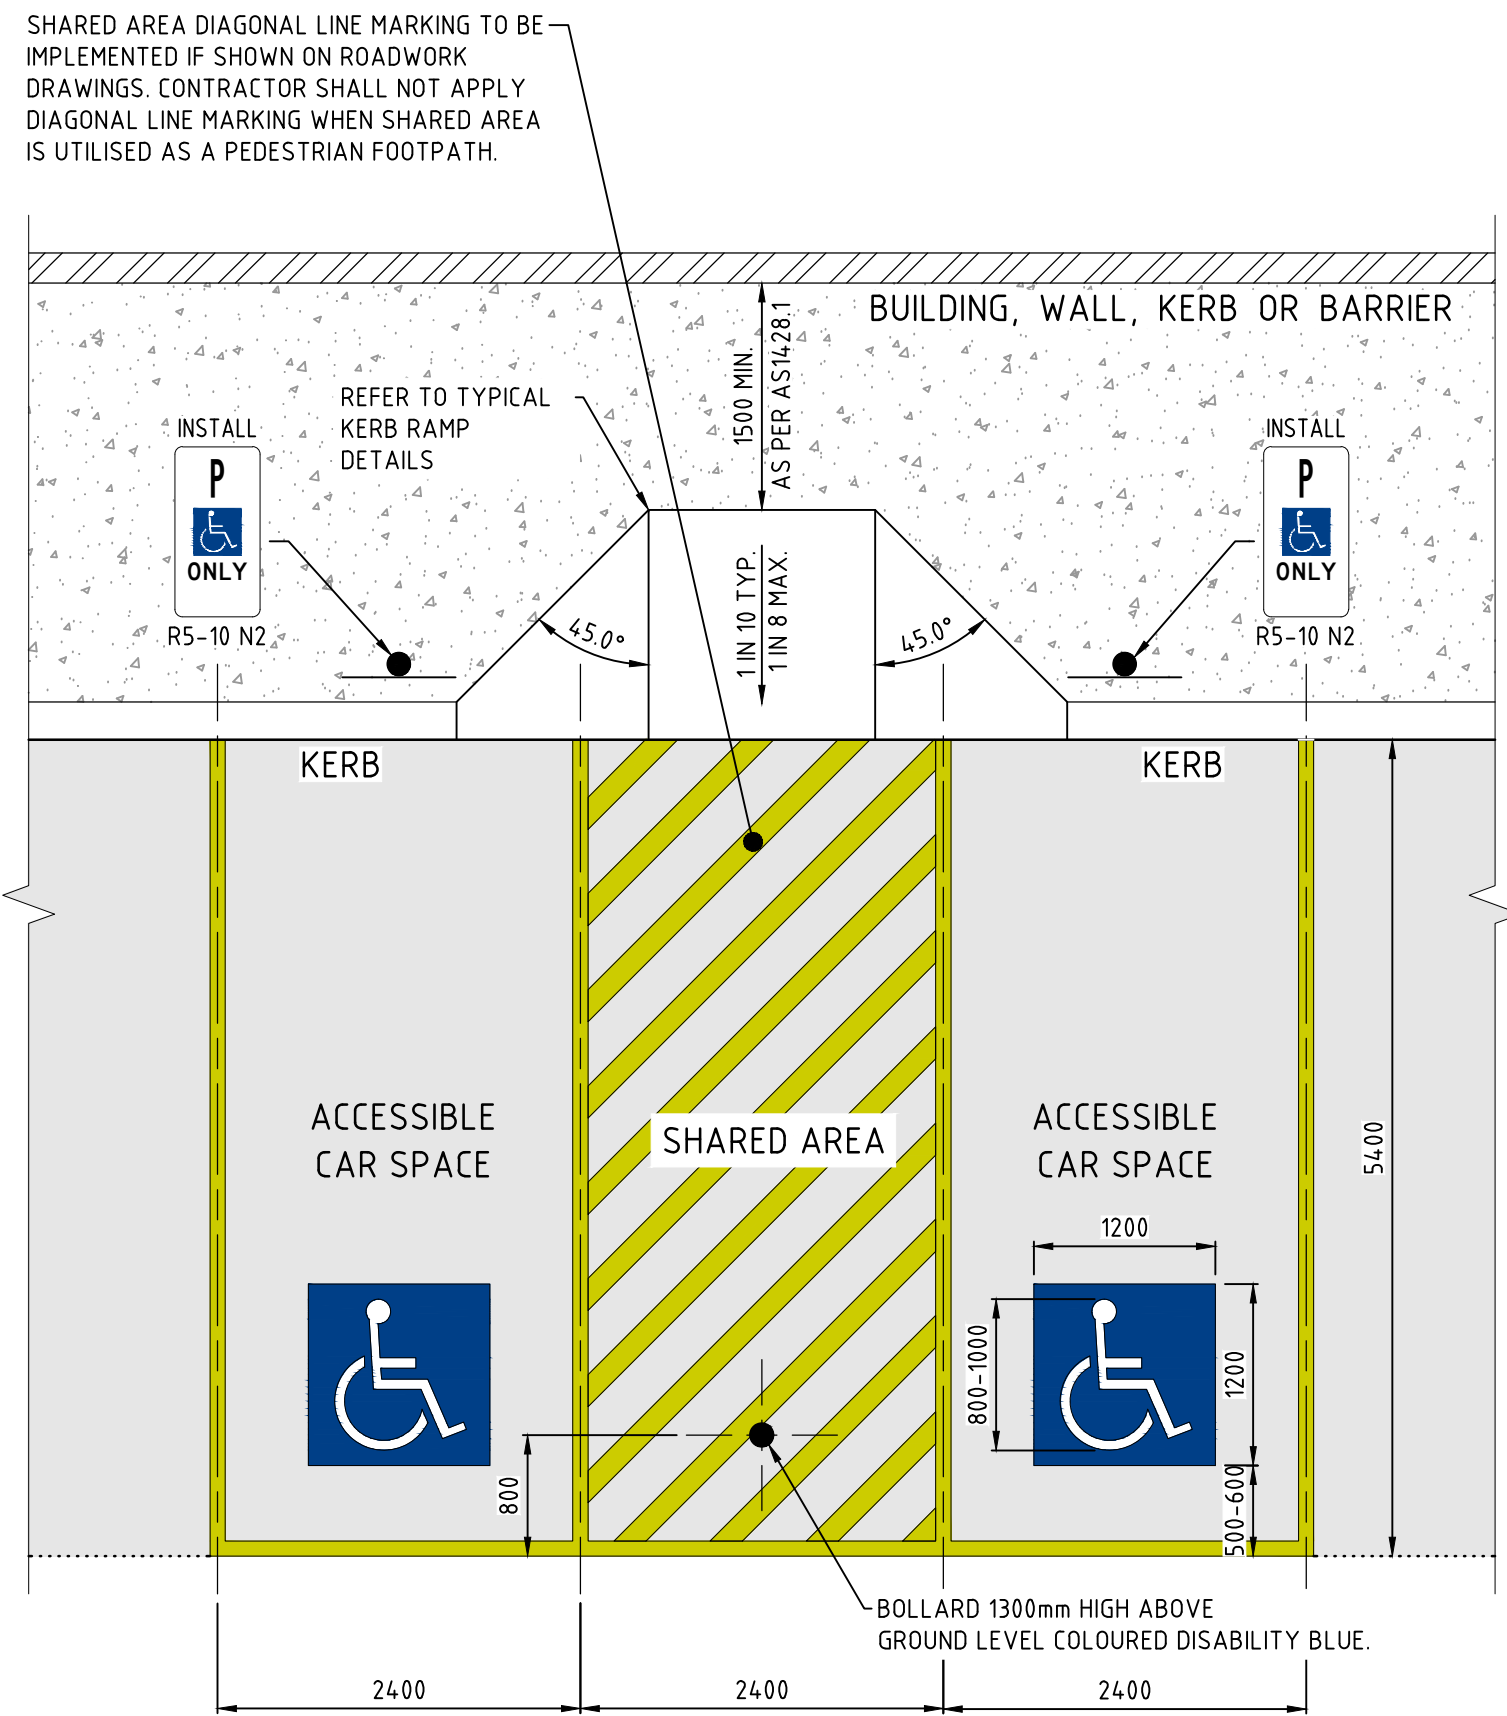 SHARED AREA DIAGONAL LINE MARKING TO BE
IMPLEMENTED IF SHOWN ON ROADWORK
DRAWINGS. CONTRACTOR SHALL NOT APPLY
DIAGONAL LINE MARKING WHEN SHARED AREA
IS UTILISED AS A PEDESTRIAN FOOTPATH.
BUILDING, WALL, KERB OR BARRIER
1500 MIN.
AS PER AS1428.1
REFER TO TYPICAL
KERB RAMP
DETAILS
INSTALL
P
ONLY
R5-10 N2
INSTALL
P
ONLY
R5-10 N2
45.0°
1 IN 10 TYP.
1 IN 8 MAX.
45.0°
KERB
KERB
ACCESSIBLE
CAR SPACE
SHARED AREA
ACCESSIBLE
CAR SPACE
5400
1200
800-1000
1200
500-600
800
BOLLARD 1300mm HIGH ABOVE
GROUND LEVEL COLOURED DISABILITY BLUE.
2400
2400
2400